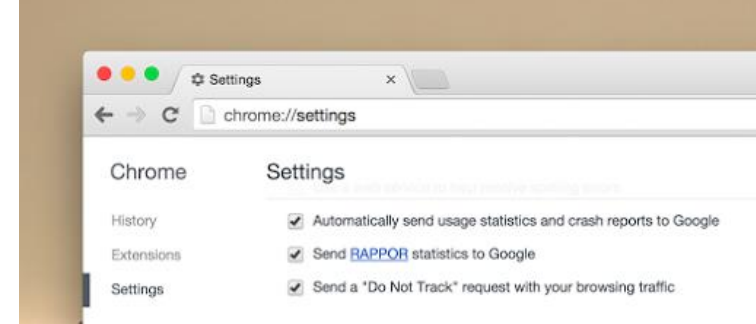 Settings
chrome://settings
Chrome
Settings
History
Automatically send usage statistics and crash reports to Google
Extensions
Send RAPPOR statistics to Google
Settings
Send a "Do Not Track" request with your browsing traffic